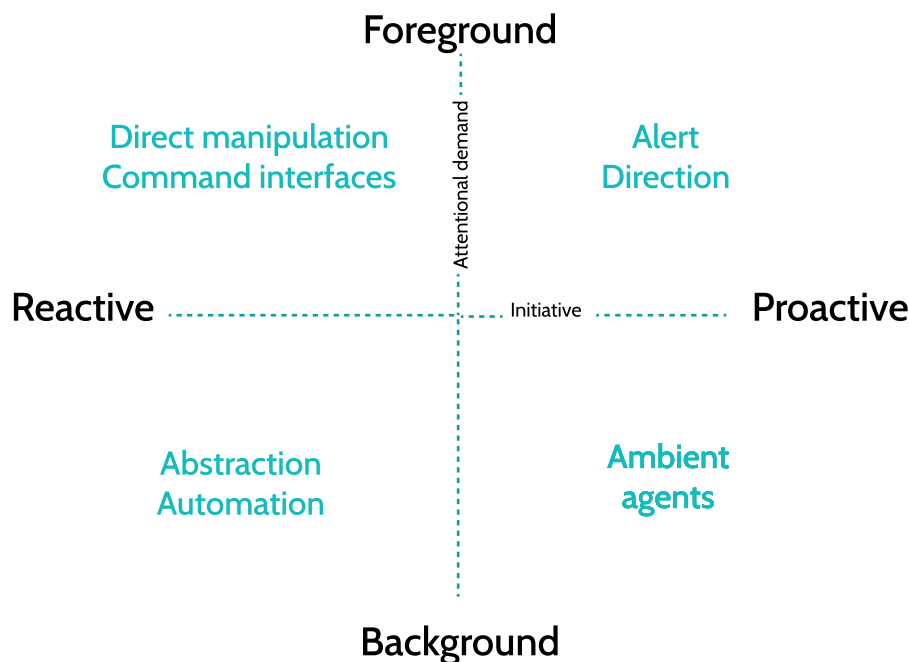 Foreground
Attentional demand
Direct manipulation
Command interfaces
Alert
Direction
Reactive
Initiative
Proactive
Abstraction
Automation
Ambient
agents
Background